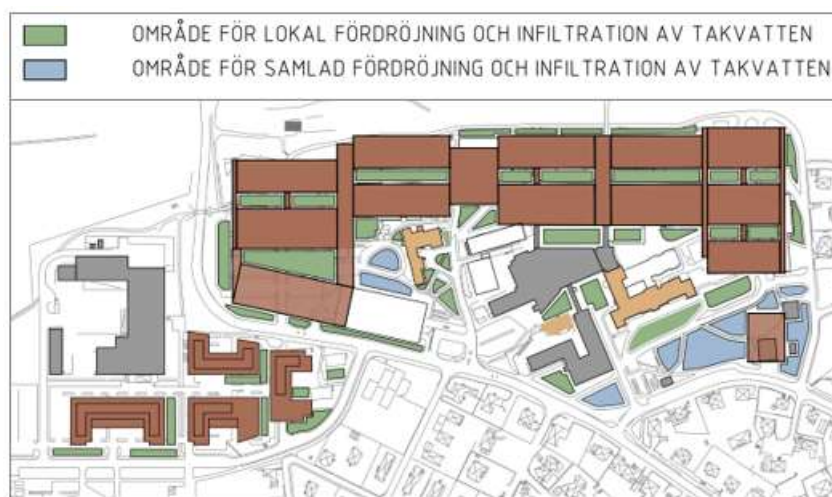 OMRÅDE FÖR LOKAL FÖRDRÖJNING OCH INFILTRATION AV TAKVATTEN
OMRÅDE FÖR SAMLAD FÖRDRÖJNING OCH INFILTRATION AV TAKVATTEN